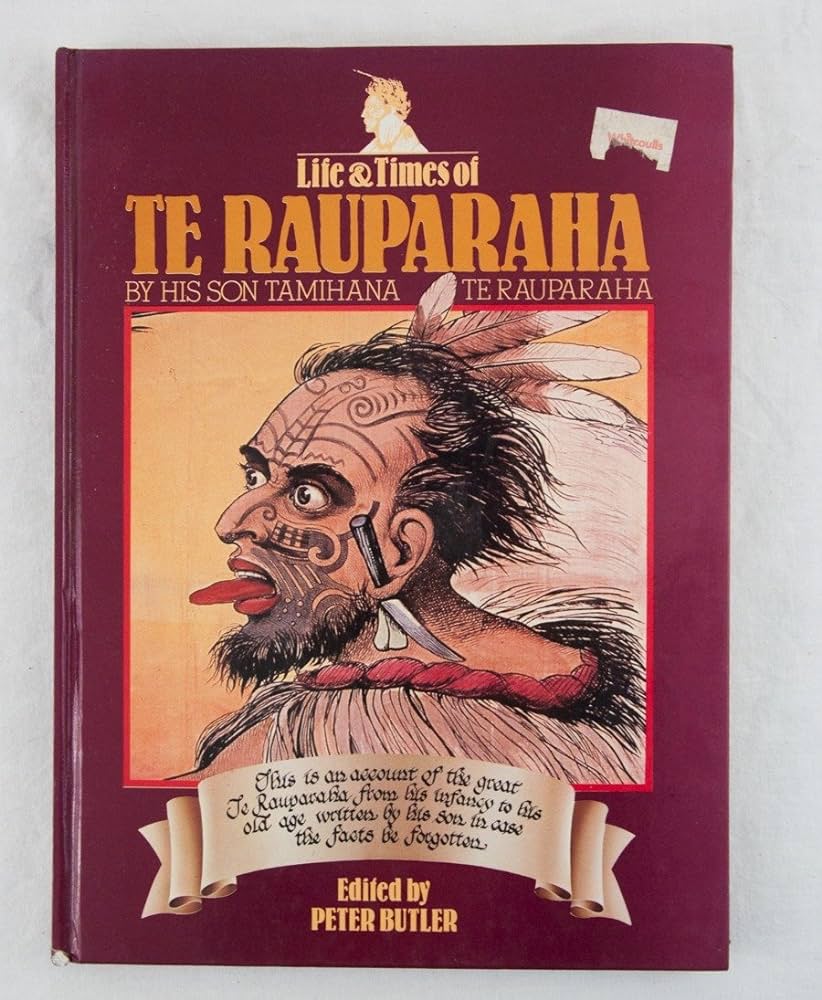 Whitcoulls
Life & Times of
TE RAUPARAHA
BY HIS SON TAMIHANA TE RAUPARAHA
This is an account of the great
Te Rauparaha from his infancy to his
old age written by his son in case
the facts be forgotten
Edited by
PETER BUTLER